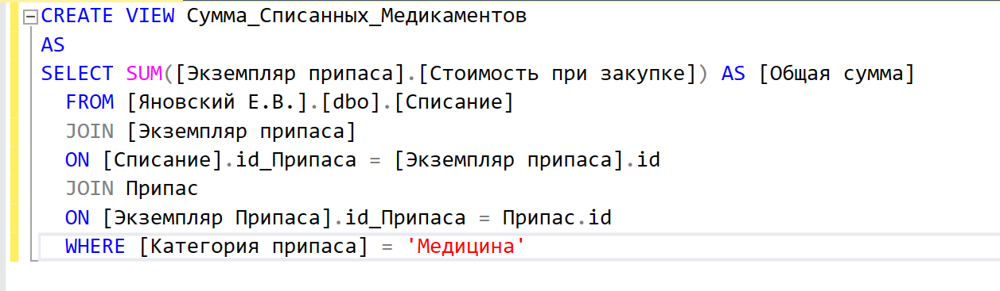 CREATE VIEW Сумма_Списанных_Медикаментов
AS
SELECT SUM([Экземпляр припаса].[Стоимость при закупке]) AS [Общая сумма]
FROM [Яновский Е.В.].[dbo].[Списание]
JOIN [Экземпляр припаса]
ON [Списание].id_Припаса = [Экземпляр припаса].id
JOIN Припас
ON [Экземпляр Припаса].id_Припаса = Припас.id
WHERE [Категория припаса] = 'Медицина'